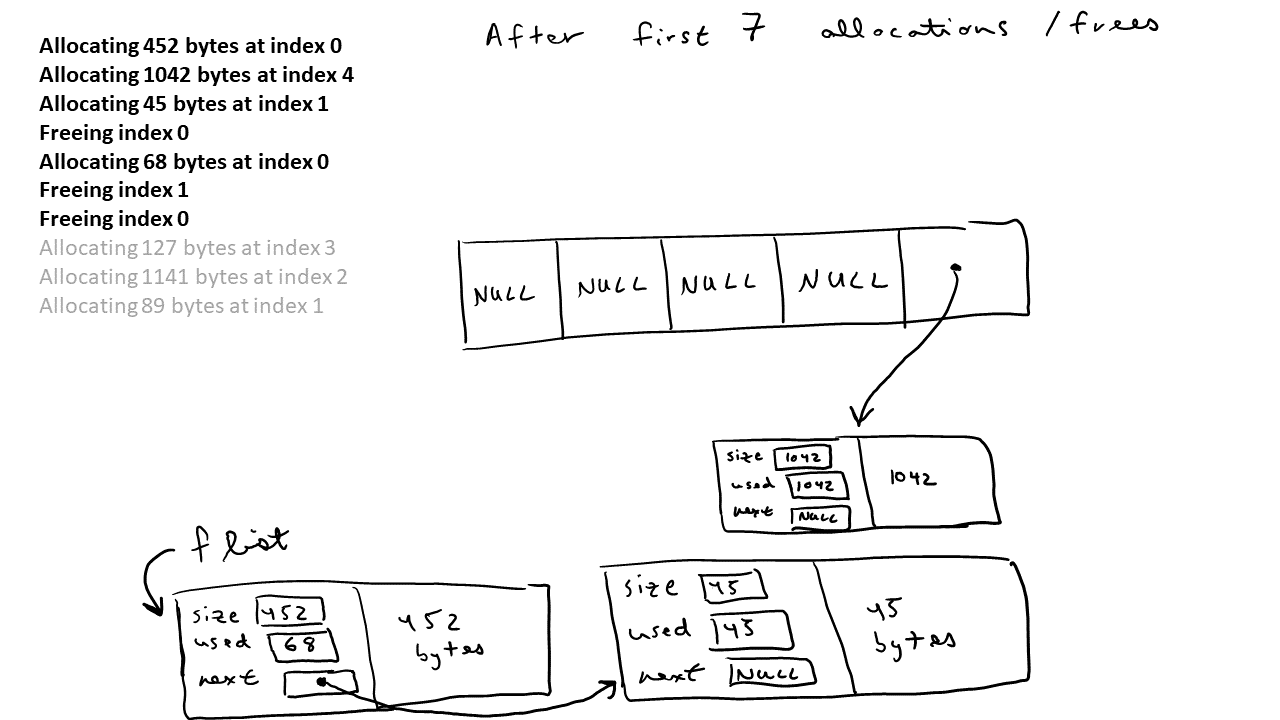 After first 7 allocations / frees
Allocating 452 bytes at index 0
Allocating 1042 bytes at index 4
Allocating 45 bytes at index 1
Freeing index 0
Allocating 68 bytes at index 0
Freeing index 1
Freeing index 0
Allocating 127 bytes at index 3
Allocating 1141 bytes at index 2
Allocating 89 bytes at index 1
NULL NULL NULL NULL
size 1042
used 1042
next NULL
1042
f list
size 452
used 68
next
452
bytes
size 45
used 45
next NULL
45
bytes